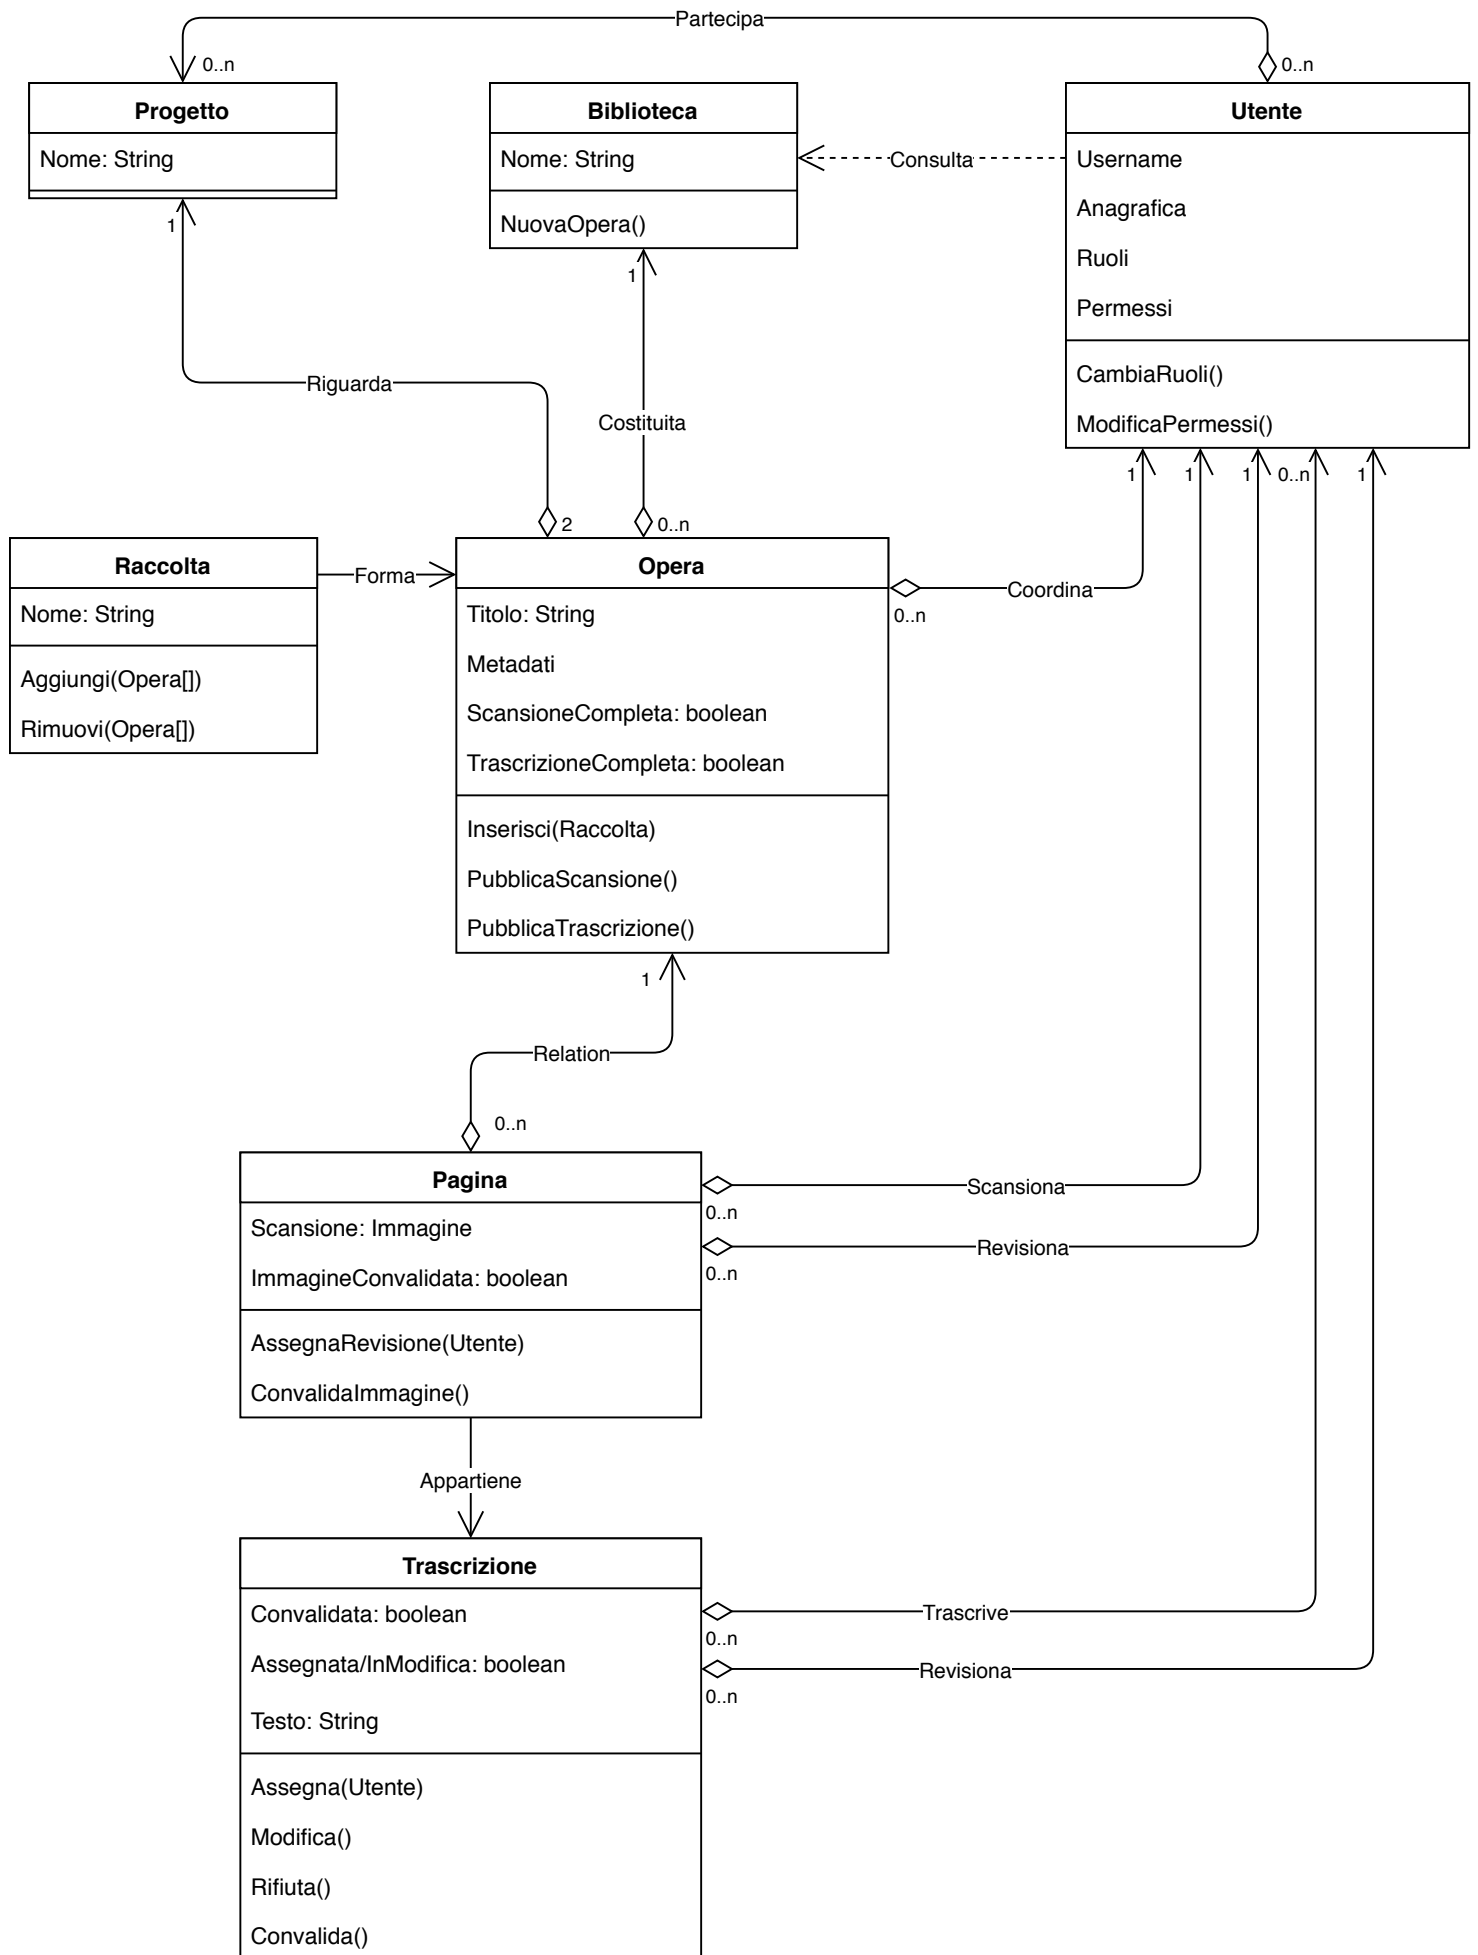 Partecipa
0..n
0..n
Progetto
Nome: String
Biblioteca
Nome: String
NuovaOpera()
Consulta
Utente
Username
Anagrafica
Ruoli
Permessi
CambiaRuoli()
ModificaPermessi()
1
1
1
1
1
0..n
1
Riguarda
Costituita
2
0..n
Raccolta
Nome: String
Aggiungi(Opera[])
Rimuovi(Opera[])
Forma
Opera
Titolo: String
Metadati
ScansioneCompleta: boolean
TrascrizioneCompleta: boolean
Inserisci(Raccolta)
PubblicaScansione()
PubblicaTrascrizione()
Coordina
0..n
1
Relation
0..n
Pagina
Scansione: Immagine
ImmagineConvalidata: boolean
AssegnaRevisione(Utente)
ConvalidaImmagine()
Scansiona
0..n
Revisiona
0..n
Appartiene
Trascrizione
Convalidata: boolean
Assegnata/InModifica: boolean
Testo: String
Assegna(Utente)
Modifica()
Rifiuta()
Convalida()
Trascrive
0..n
Revisiona
0..n